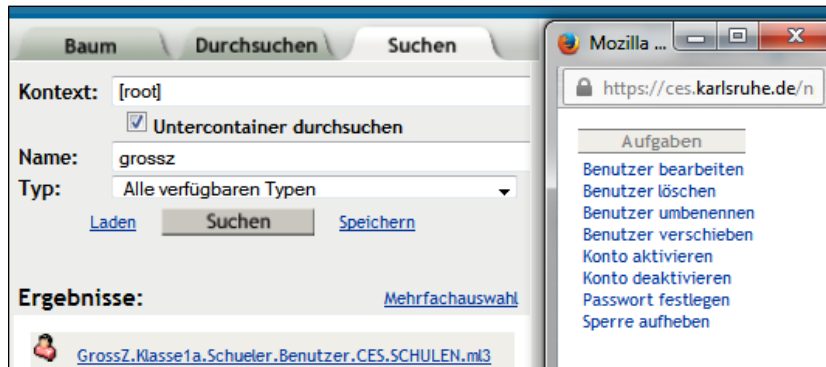 Baum
Durchsuchen
Suchen
Kontext: [root]
Untercontainer durchsuchen
Name: grossz
Typ: Alle verfügbaren Typen
Laden Suchen Speichern
Ergebnisse: Mehrfachauswahl
GrossZ.Klasse1a.Schueler.Benutzer.CES.SCHULEN.ml3
Mozilla ...
https://ces.karlsruhe.de/n
Aufgaben
Benutzer bearbeiten
Benutzer löschen
Benutzer umbenennen
Benutzer verschieben
Konto aktivieren
Konto deaktivieren
Passwort festlegen
Sperre aufheben